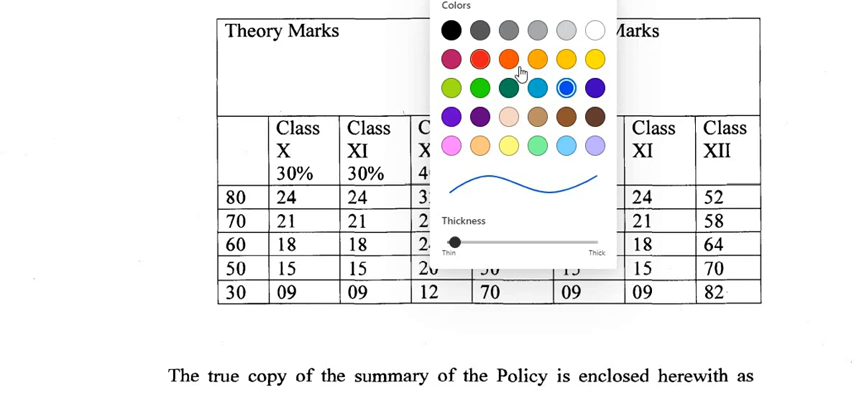 Colors
Theory Marks Marks
Class Class Class Class
X XI XI XII
30% 30%
80 24 24 24 52
70 21 21 21 58
60 18 18 18 64
50 15 15 20 15 70
30 09 09 12 70 09 09 82
Thickness
Thin Thick
The true copy of the summary of the Policy is enclosed herewith as